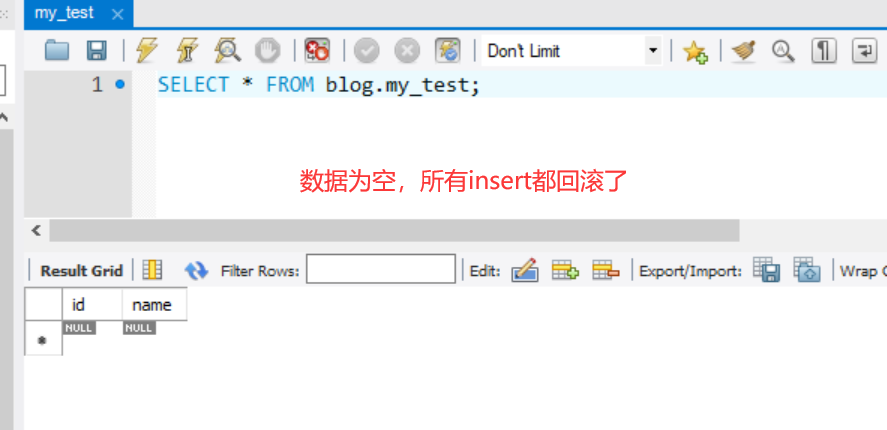 my_test
Don't Limit
1
SELECT * FROM blog.my_test;
数据为空，所有insert都回滚了
Result Grid
Filter Rows:
Edit:
Export/Import:
Wrap C
id name
NULL NULL